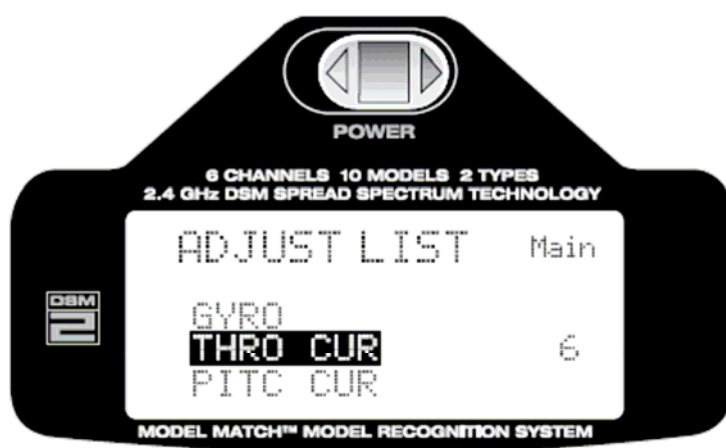 POWER
6 CHANNELS 10 MODELS 2 TYPES
2.4 GHz DSM SPREAD SPECTRUM TECHNOLOGY
ADJUST LIST Main
DSM
2
GYRO
THRO CUR 6
PITC CUR
MODEL MATCH™ MODEL RECOGNITION SYSTEM